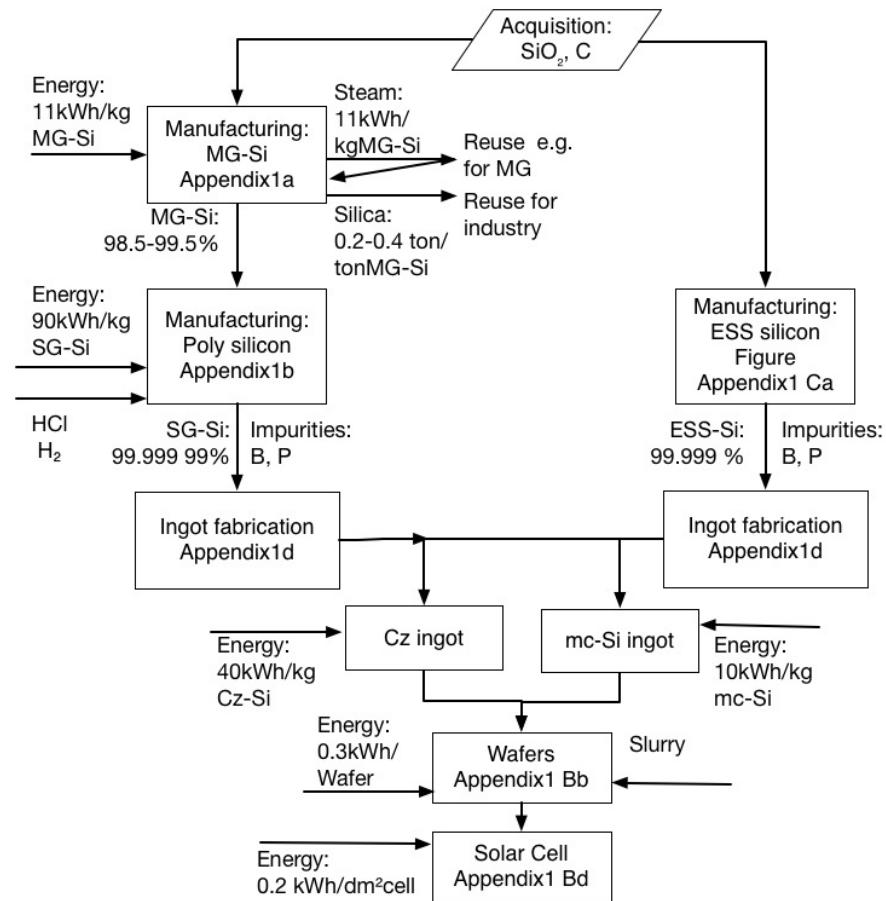 Acquisition:
SiO₂, C
Energy:
11kWh/kg
MG-Si
Manufacturing:
MG-Si
Appendix1a
Steam:
11kWh/
kgMG-Si
Reuse e.g.
for MG
Reuse for
industry
Silica:
0.2-0.4 ton/
tonMG-Si
MG-Si:
98.5-99.5%
Energy:
90kWh/kg
SG-Si
Manufacturing:
Poly silicon
Appendix1b
HCl
H₂
Manufacturing:
ESS silicon
Figure
Appendix1 Ca
SG-Si:
99.999 99%
Impurities:
B, P
ESS-Si:
99.999 %
Impurities:
B, P
Ingot fabrication
Appendix1d
Ingot fabrication
Appendix1d
Cz ingot
mc-Si ingot
Energy:
40kWh/kg
Cz-Si
Energy:
10kWh/kg
mc-Si
Energy:
0.3kWh/
Wafer
Wafers
Appendix1 Bb
Slurry
Energy:
0.2 kWh/dm²cell
Solar Cell
Appendix1 Bd